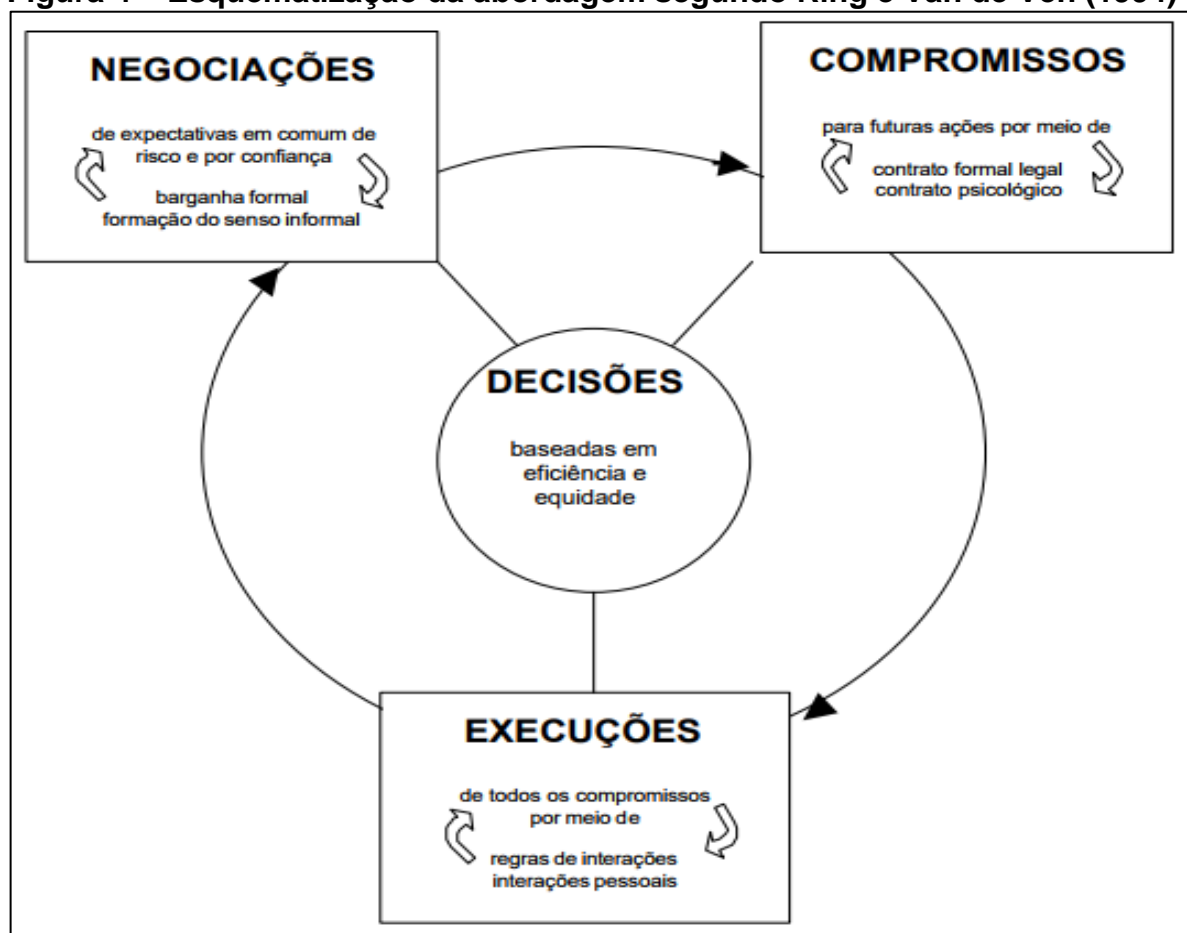 Figura – Esquematização da abordagem segundo Ring e Van de Ven (1994)
NEGOCIAÇÕES
de expectativas em comum de
risco e por confiança
barganha formal
formação do senso informal
COMPROMISSOS
para futuras ações por meio de
contrato formal legal
contrato psicológico
DECISÕES
baseadas em
eficiência e
equidade
EXECUÇÕES
de todos os compromissos
por meio de
regras de interações
interações pessoais